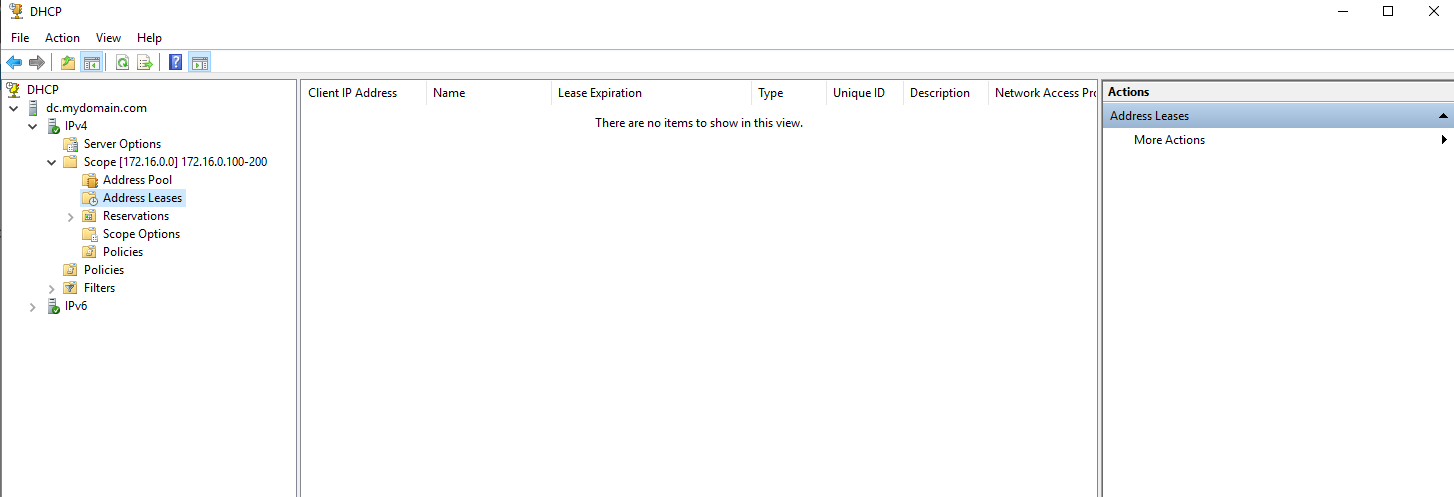 DHCP
File Action View Help
DHCP
dc.mydomain.com
IPv4
Server Options
Scope [172.16.0.0] 172.16.0.100-200
Address Pool
Address Leases
Reservations
Scope Options
Policies
Policies
Filters
IPv6
Client IP Address Name Lease Expiration Type Unique ID Description Network Access Pro
There are no items to show in this view.
Actions
Address Leases
More Actions